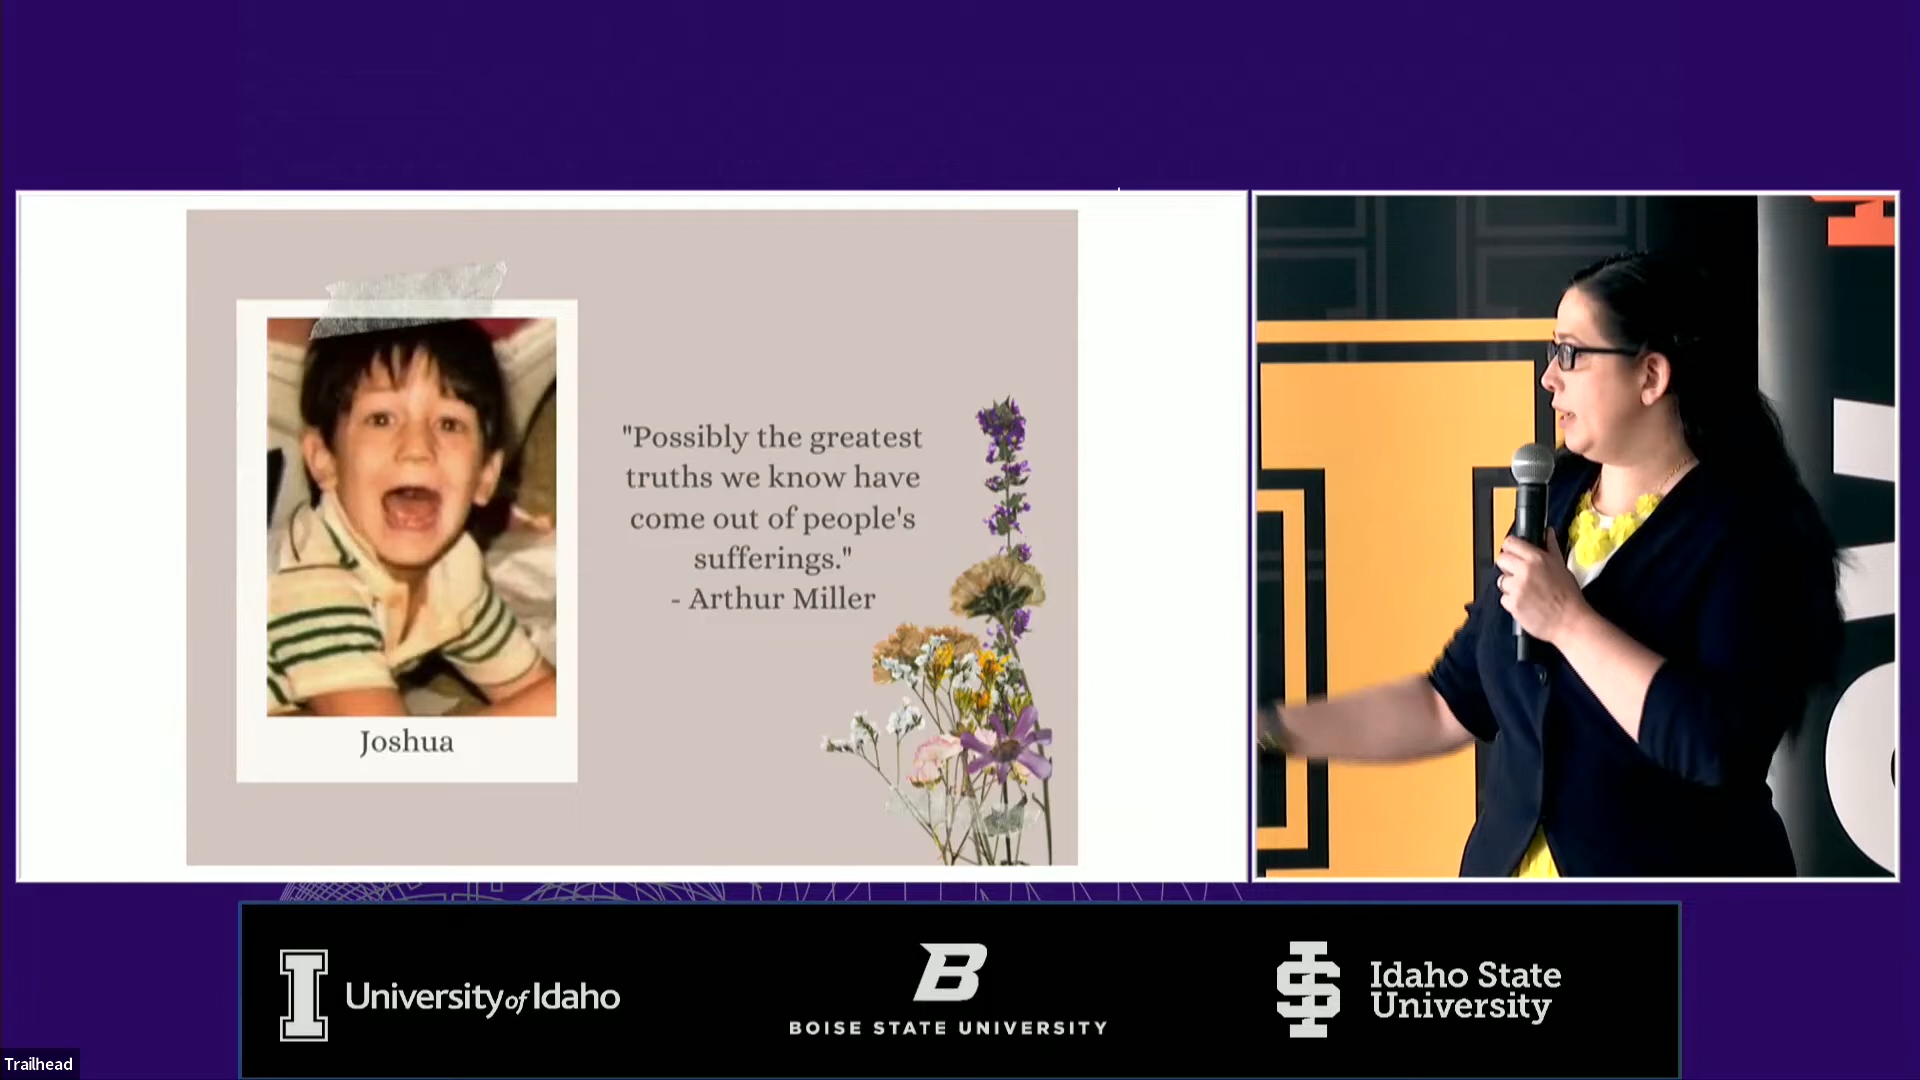 "Possibly the greatest
truths we know have
come out of people's
sufferings."
- Arthur Miller
Joshua
University of Idaho
B
BOISE STATE UNIVERSITY
Idaho State
University
Trailhead